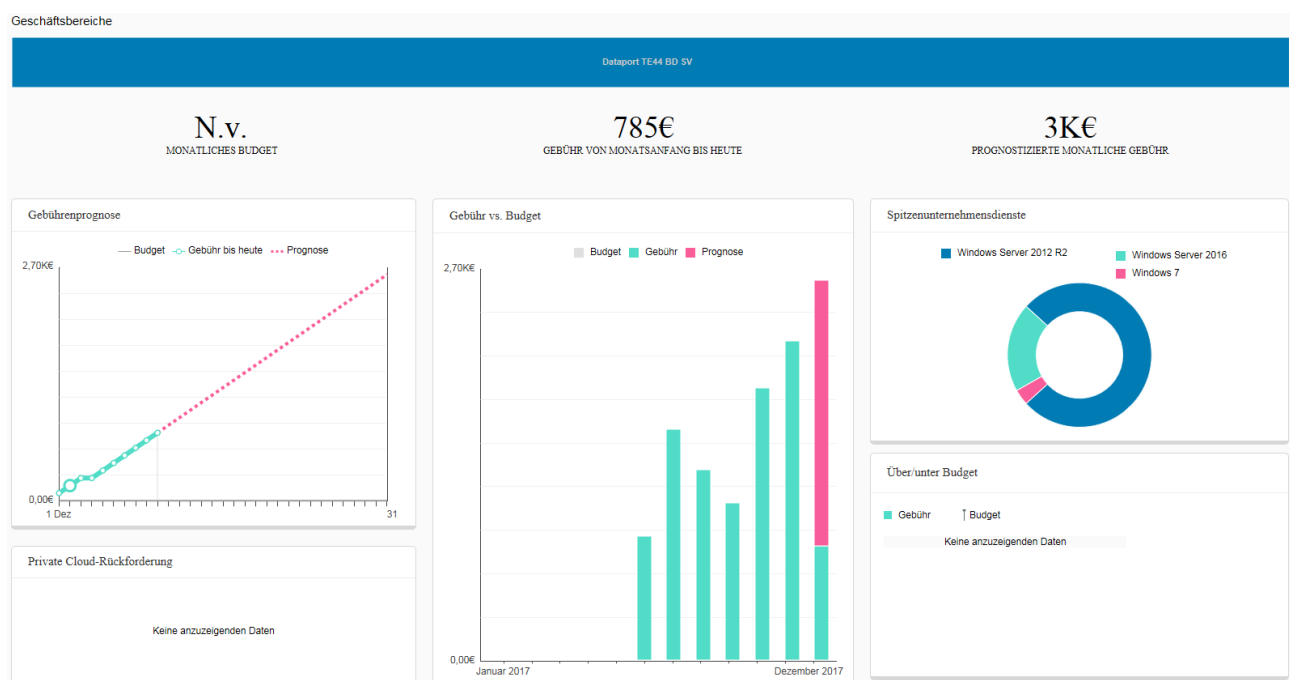 Geschäftsbereiche
Dataport TE44 BD SV
N.v.
MONATLICHES BUDGET
785€
GEBÜHR VON MONATSANFANG BIS HEUTE
3K€
PROGNOSTIZIERTE MONATLICHE GEBÜHR
Gebührenprognose
Budget Gebühr bis heute Prognose
2,70K€
0,00€
1 Dez 31
Private Cloud-Rückforderung
Keine anzuzeigenden Daten
Gebühr vs. Budget
Budget Gebühr Prognose
2,70K€
0,00€
Januar 2017 Dezember 2017
Spitzenunternehmensdienste
Windows Server 2012 R2 Windows Server 2016
Windows 7
Über/unter Budget
Gebühr Budget
Keine anzuzeigenden Daten